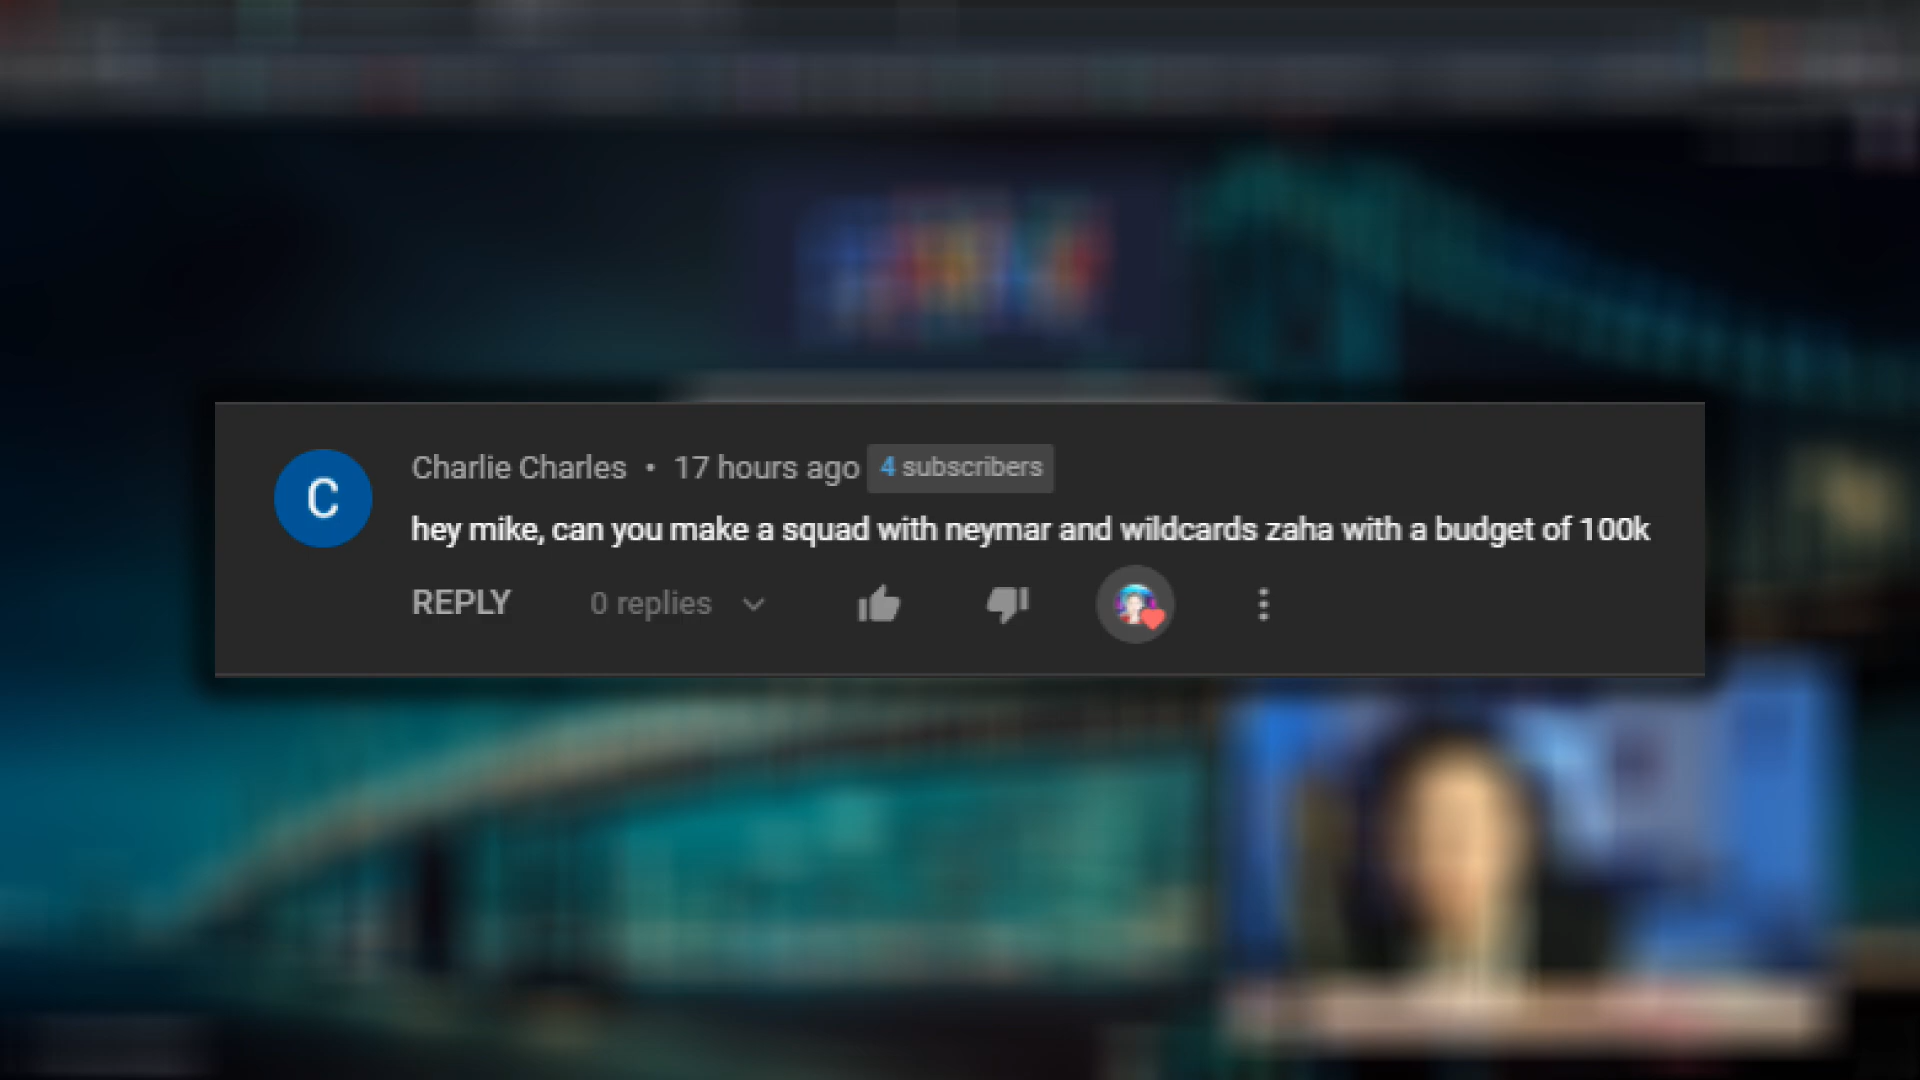 C
Charlie Charles • 17 hours ago 4 subscribers
hey mike, can you make a squad with neymar and wildcards zaha with a budget of 100k
REPLY 0 replies